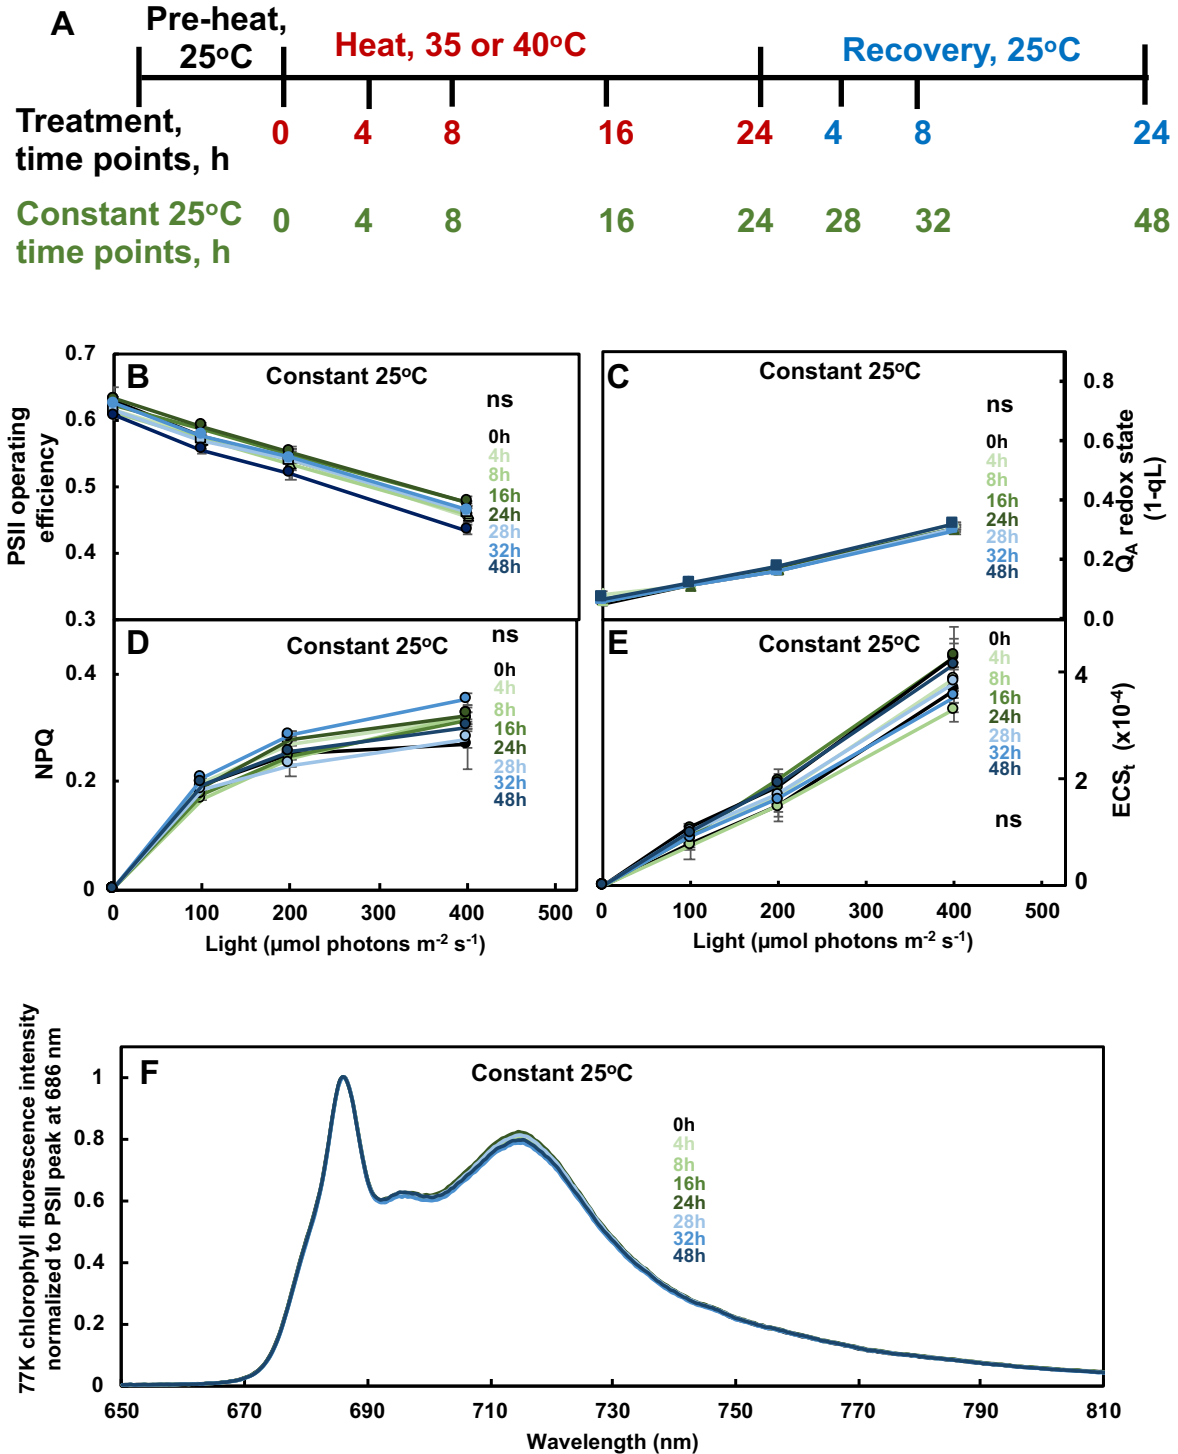 A
Pre-heat,
25°C
Heat, 35 or 40°C
Recovery, 25°C
Treatment,
time points, h
0 4 8 16 24 4 8 24
Constant 25°C
time points, h
0 4 8 16 24 28 32 48
B
Constant 25°C
ns
0h
4h
8h
16h
24h
28h
32h
48h
PSII operating
efficiency
0.7
0.6
0.5
0.4
0.3
C
Constant 25°C
ns
0h
4h
8h
16h
24h
28h
32h
48h
0.8
0.6
0.4
0.2
0.0
Q_A redox state
(1-qL)
D
Constant 25°C
ns
0h
4h
8h
16h
24h
28h
32h
48h
NPQ
0.4
0.2
0
0 100 200 300 400 500
Light (µmol photons m⁻² s⁻¹)
E
Constant 25°C
0h
4h
8h
16h
24h
28h
32h
48h
ns
4
2
0
ECSₜ (x10⁻⁴)
0 100 200 300 400 500
Light (µmol photons m⁻² s⁻¹)
F
Constant 25°C
0h
4h
8h
16h
24h
28h
32h
48h
77K chlorophyll fluorescence intensity
normalized to PSII peak at 686 nm
1
0.8
0.6
0.4
0.2
0
650 670 690 710 730 750 770 790 810
Wavelength (nm)